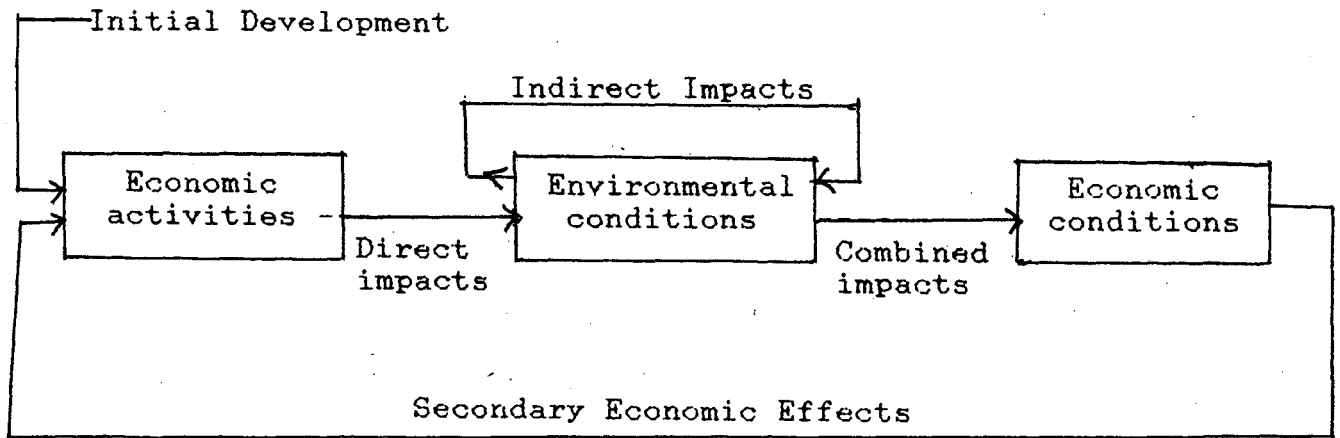 Initial Development
Indirect Impacts
Economic
activities
Environmental
conditions
Economic
conditions
Direct
impacts
Combined
impacts
Secondary Economic Effects